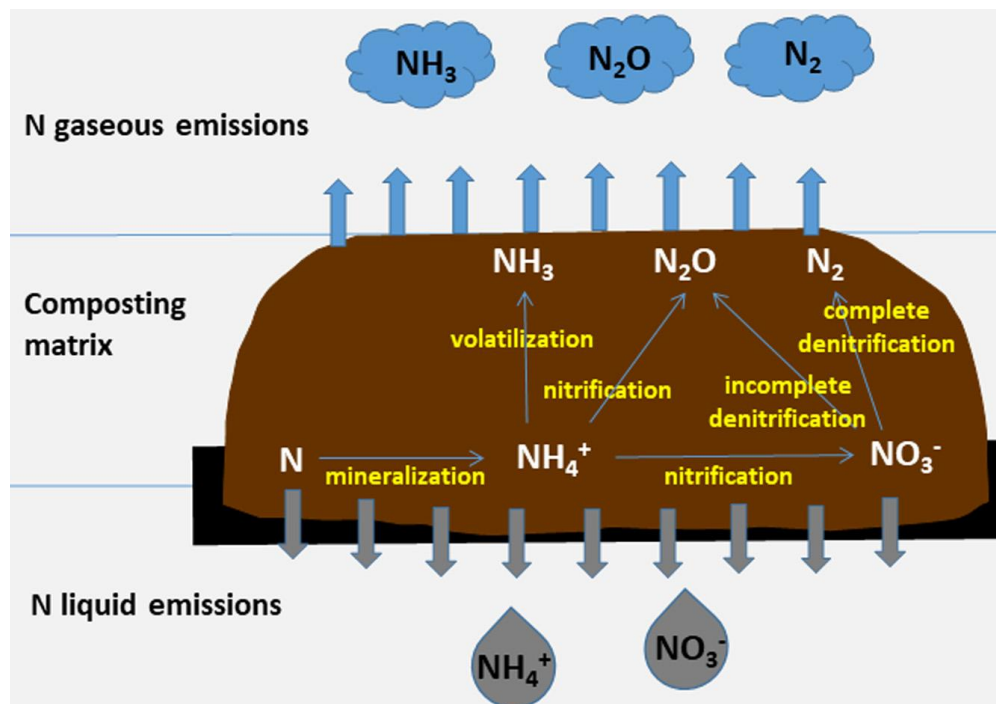 NH₃ N₂O N₂
N gaseous emissions
NH₃ N₂O N₂
Composting
matrix
volatilization
complete
denitrification
nitrification
incomplete
denitrification
N NH₄⁺ NO₃⁻
mineralization nitrification
N liquid emissions
NH₄⁺ NO₃⁻